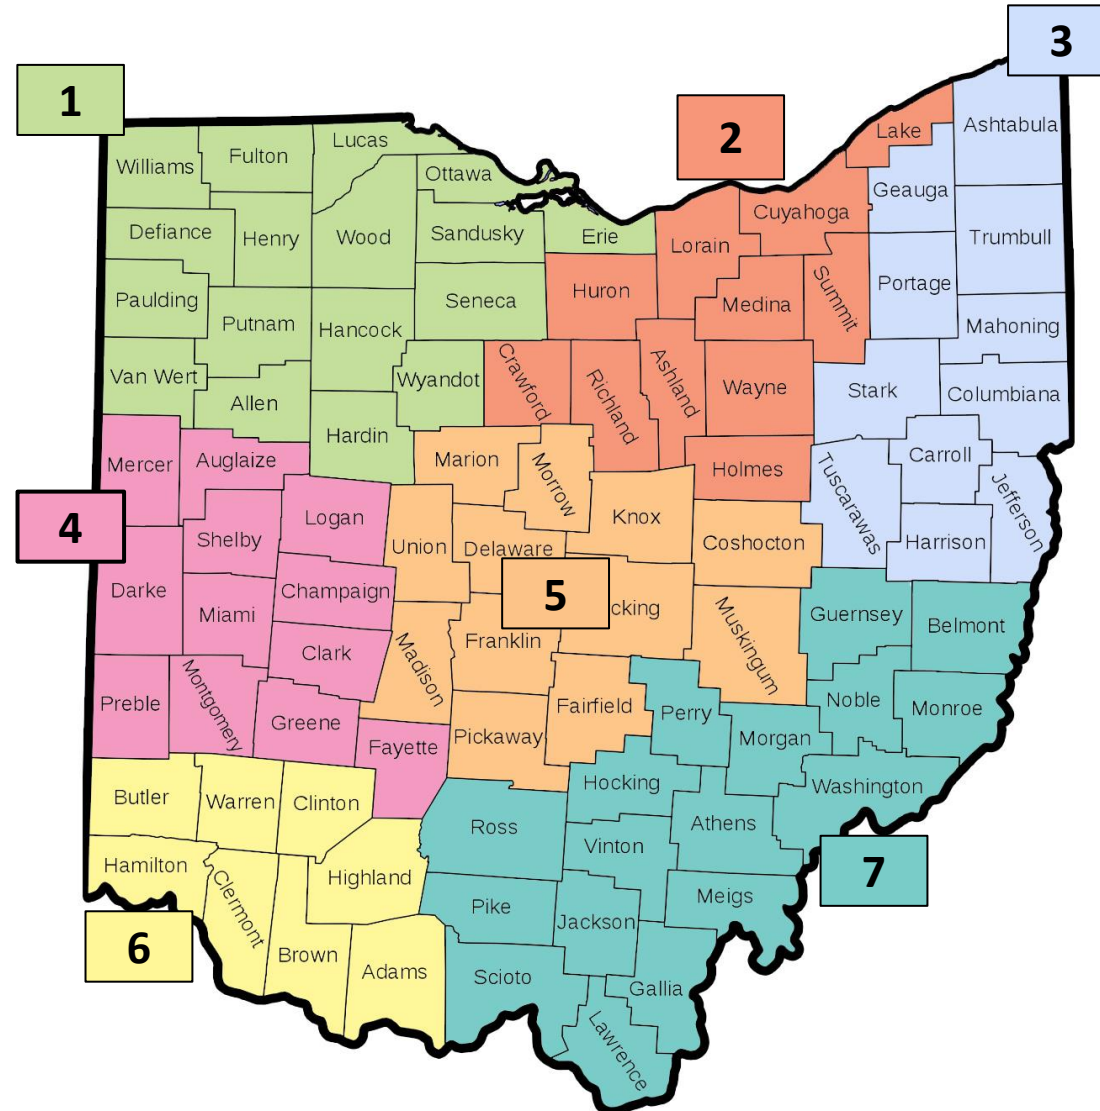 3
1
2
Lake
Ashtabula
Lucas
Fulton
Williams
Ottawa
Geauga
Cuyahoga
Defiance
Henry
Wood
Sandusky
Erie
Lorain
Trumbull
Huron
Medina
Summit
Portage
Paulding
Putnam
Hancock
Seneca
Mahoning
Van Wert
Allen
Wyandot
Crawford
Richland
Ashland
Wayne
Stark
Columbiana
Hardin
Marion
Morrow
Holmes
Carroll
Mercer
Auglaize
Tuscarawas
Jefferson
4
Logan
Knox
Shelby
Union
Delaware
Coshocton
Harrison
Darke
Champaign
5
cking
Miami
Muskingum
Guernsey
Belmont
Clark
Madison
Franklin
Preble
Montgomery
Greene
Fairfield
Perry
Noble
Monroe
Fayette
Pickaway
Morgan
Hocking
Washington
Butler
Warren
Clinton
Ross
Athens
Vinton
Hamilton
Highland
7
Clermont
Pike
Jackson
Meigs
6
Brown
Adams
Scioto
Gallia
Lawrence